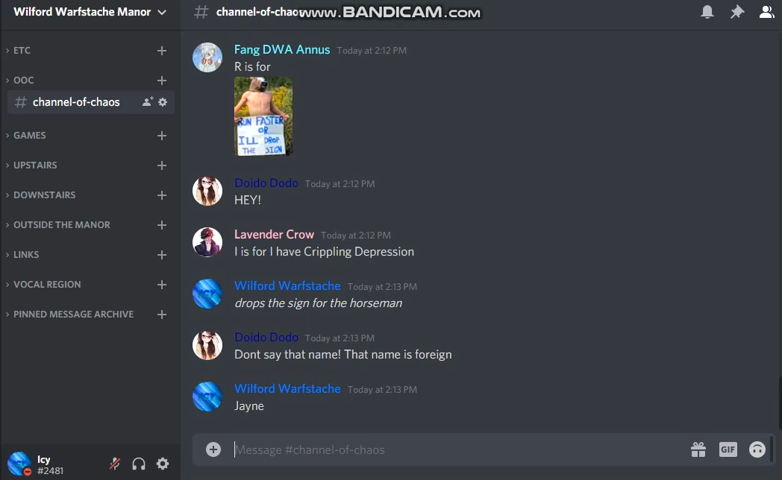 Wilford Warfstache Manor
# channel-of-chao
www.BANDICAM.com
ETC
OOC
# channel-of-chaos
GAMES
UPSTAIRS
DOWNSTAIRS
OUTSIDE THE MANOR
LINKS
VOCAL REGION
PINNED MESSAGE ARCHIVE
Icy
#2481
Fang DWA Annus Today at 2:12 PM
R is for
RUN FASTER
OR
ILL DROP
THE SIGN
Doido Dodo Today at 2:12 PM
HEY!
Lavender Crow Today at 2:12 PM
I is for I have Crippling Depression
Wilford Warfstache Today at 2:13 PM
drops the sign for the horseman
Doido Dodo Today at 2:13 PM
Dont say that name! That name is foreign
Wilford Warfstache Today at 2:13 PM
Jayne
Message #channel-of-chaos
GIF